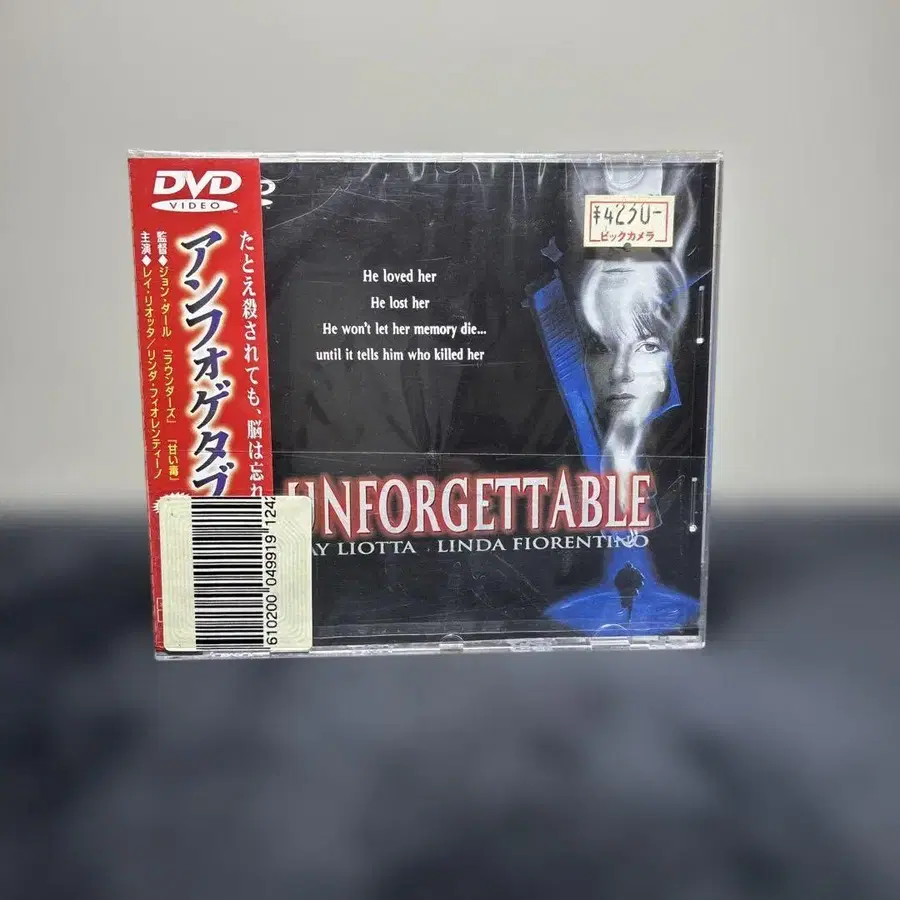 DVD
VIDEO
たとえ殺されても、脳は忘れ
アンフォゲタブ
監督◆ジョン・ダール「ラウンダーズ」「甘い毒」
主演◆レイ・リオッタ/リンダ・フィオレンティーノ
¥4230-
ビックカメラ
He loved her
He lost her
He won't let her memory die...
until it tells him who killed her
UNFORGETTABLE
AY LIOTTA LINDA FIORENTINO
610200 0049919 1242